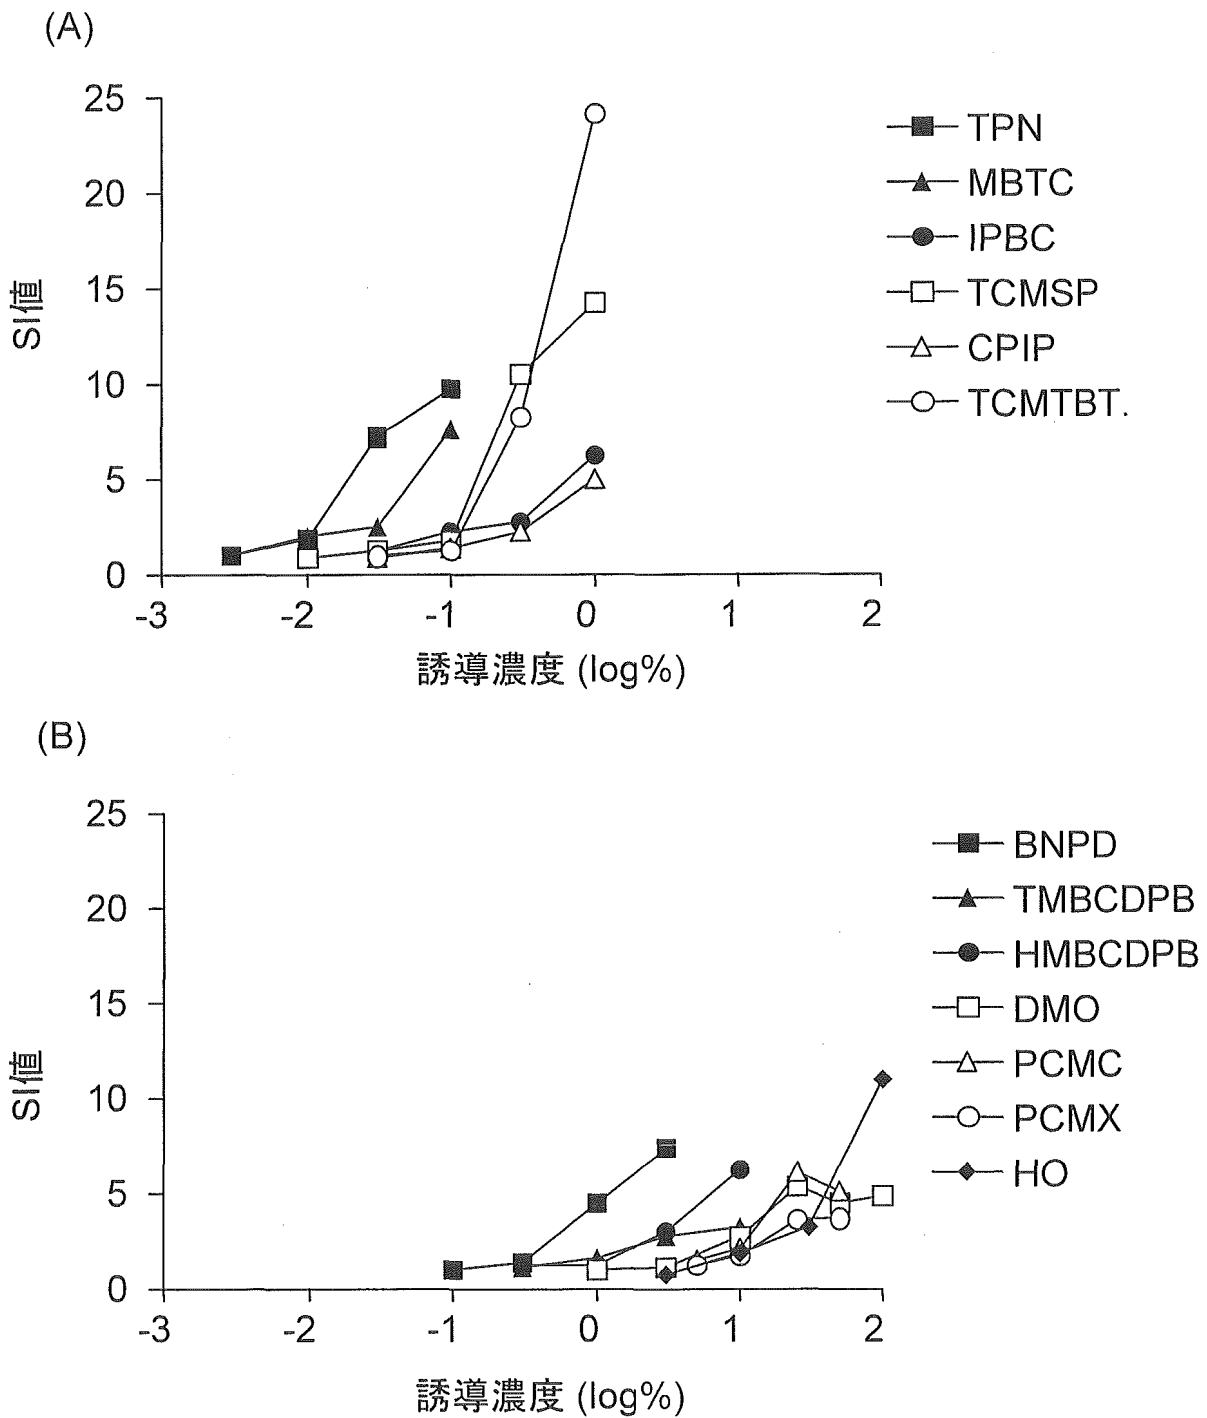 (A)
25
20
15
10
5
0
SI値
-3
-2
-1
0
1
2
誘導濃度 (log%)
TPN
MBTC
IPBC
TCMSP
CPIP
TCMTBT.
(B)
25
20
15
10
5
0
SI値
-3
-2
-1
0
1
2
誘導濃度 (log%)
BNPD
TMBCDPB
HMBCDPB
DMO
PCMC
PCMX
HO